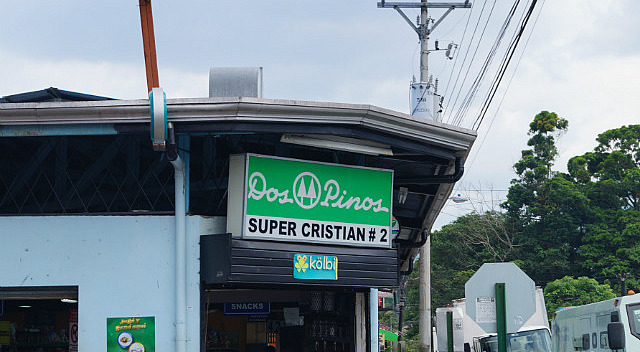 Dos Pinos
SUPER CRISTIAN # 2
kölbi
SNACKS